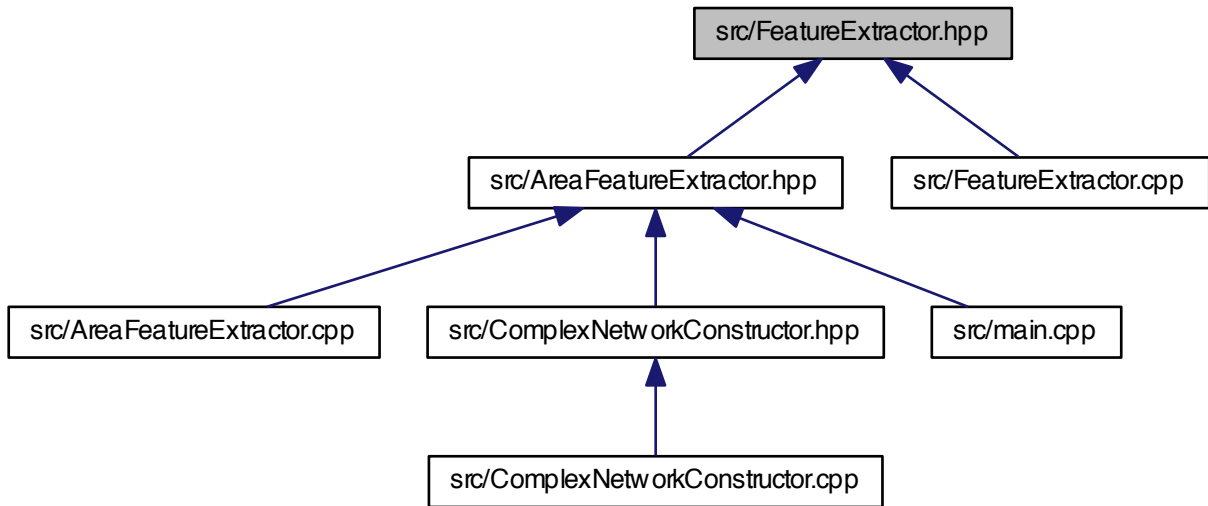 src/FeatureExtractor.hpp
src/AreaFeatureExtractor.hpp
src/FeatureExtractor.cpp
src/AreaFeatureExtractor.cpp
src/ComplexNetworkConstructor.hpp
src/main.cpp
src/ComplexNetworkConstructor.cpp